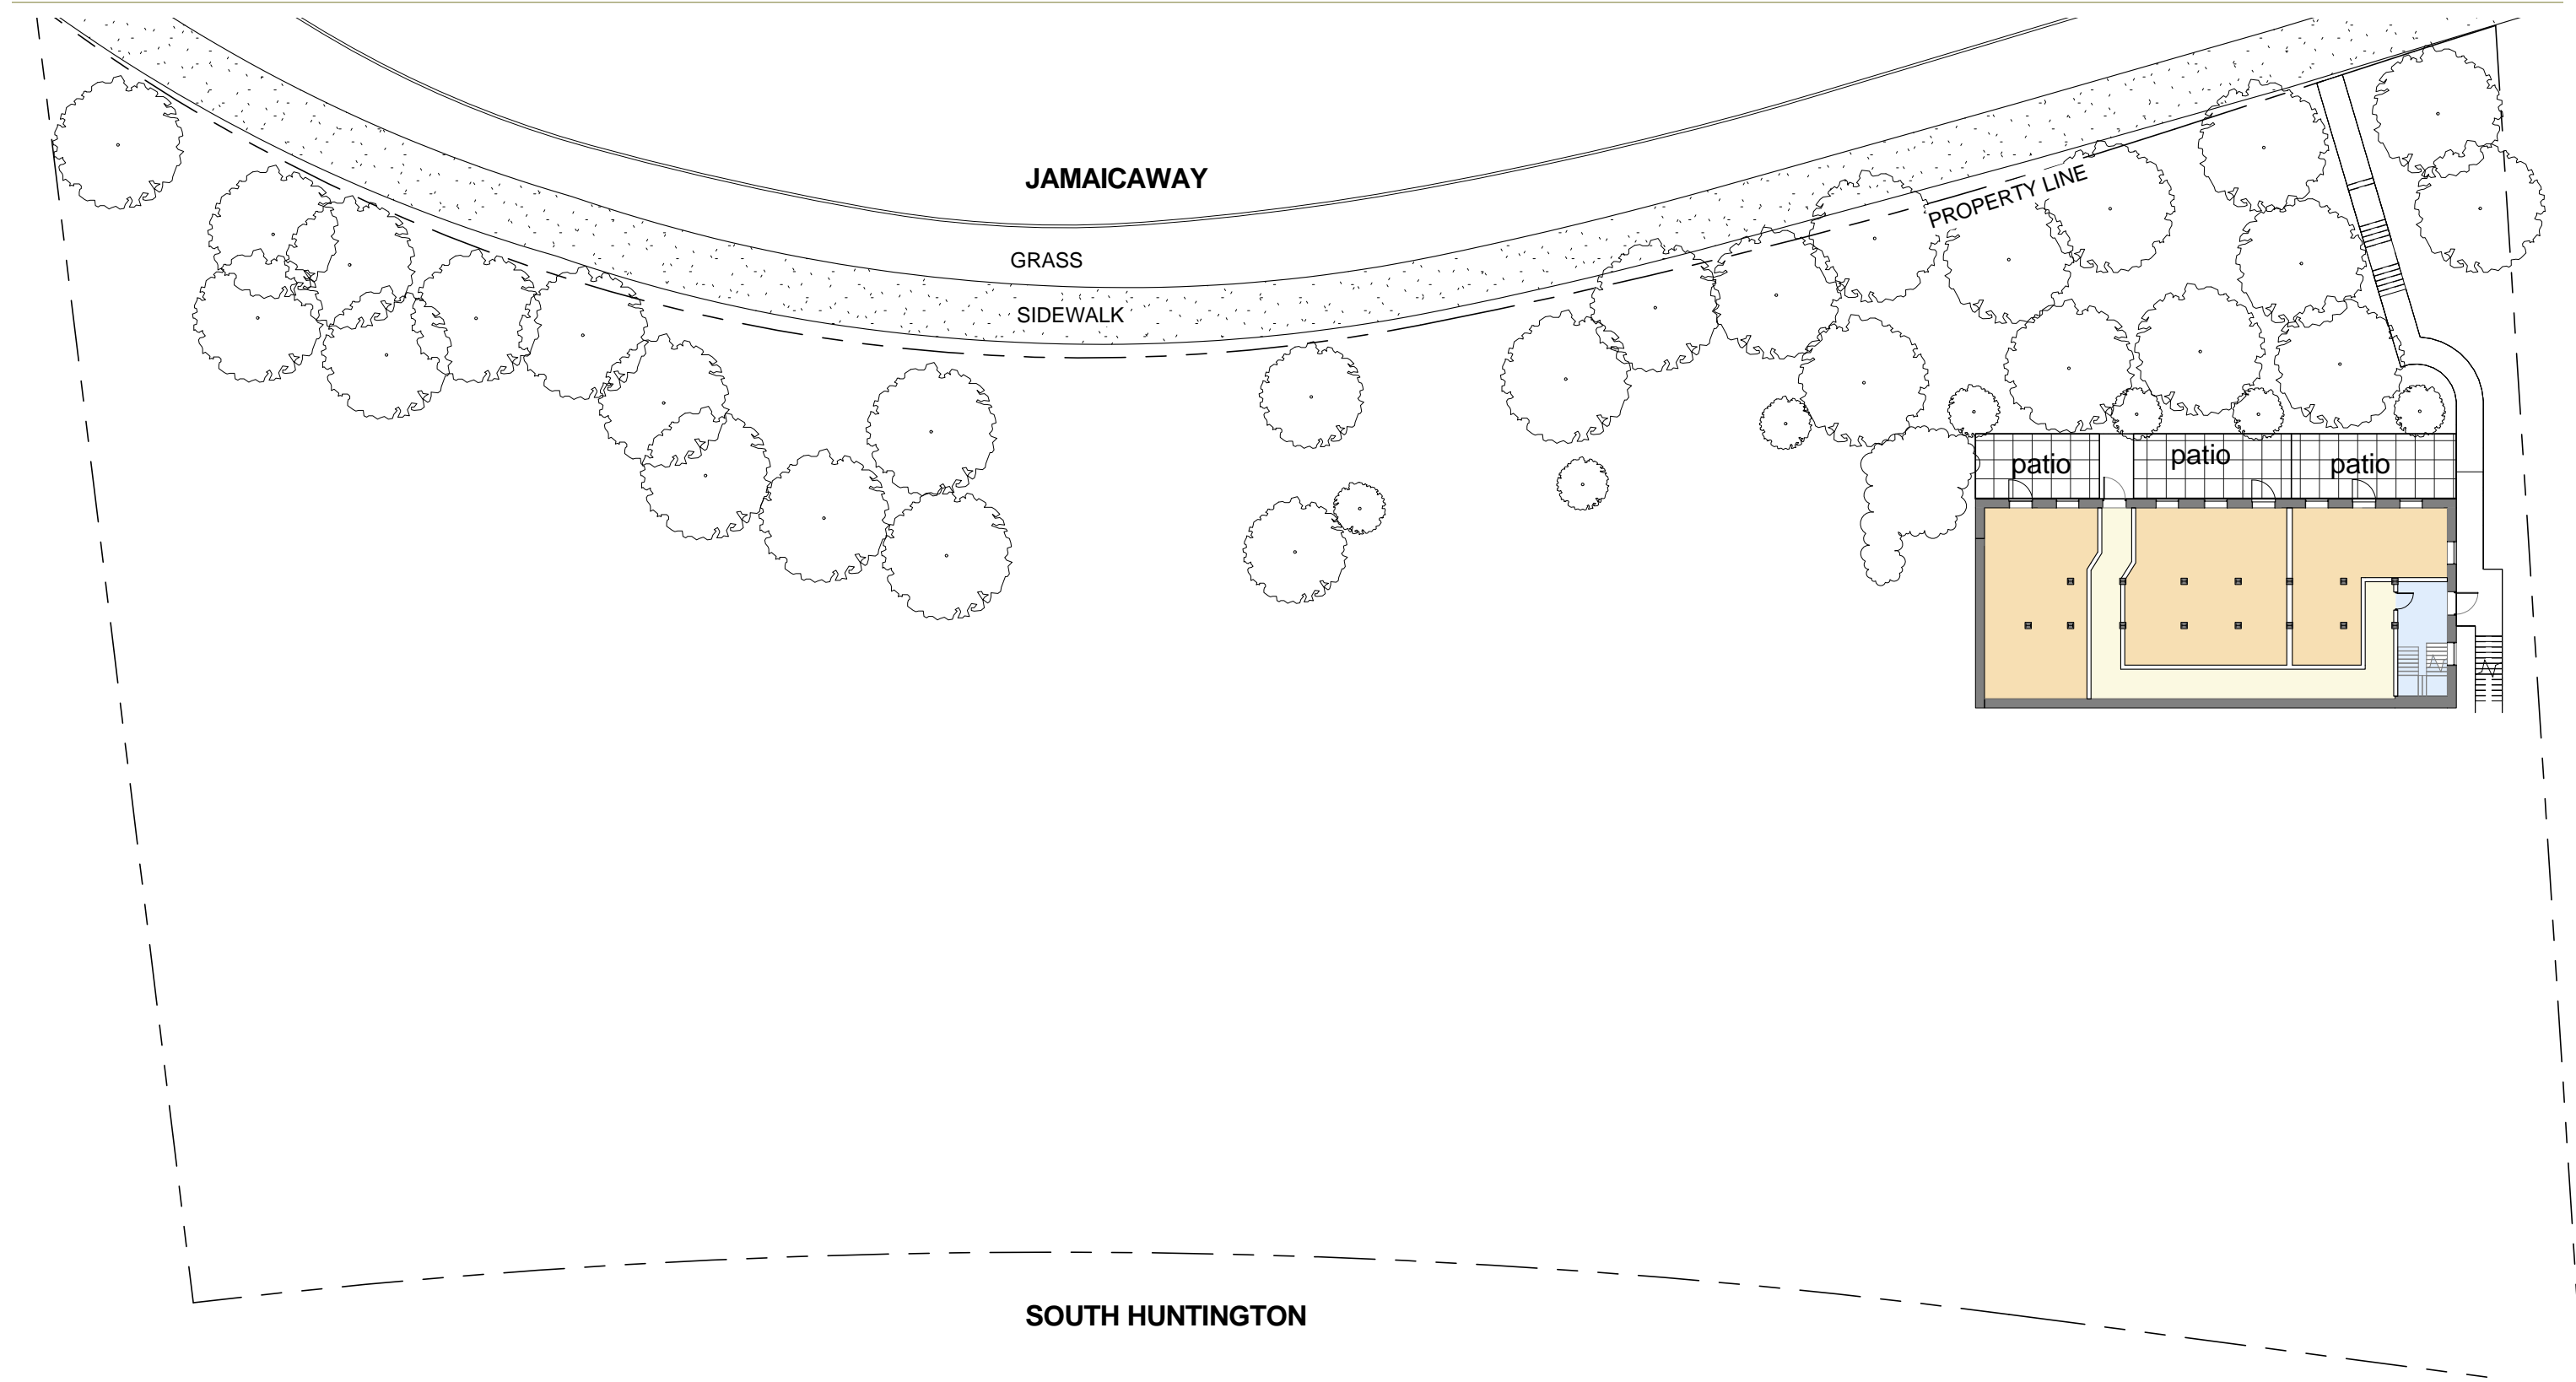 JAMAICAWAY
PROPERTY LINE
GRASS
SIDEWALK
patio
patio
patio
SOUTH HUNTINGTON